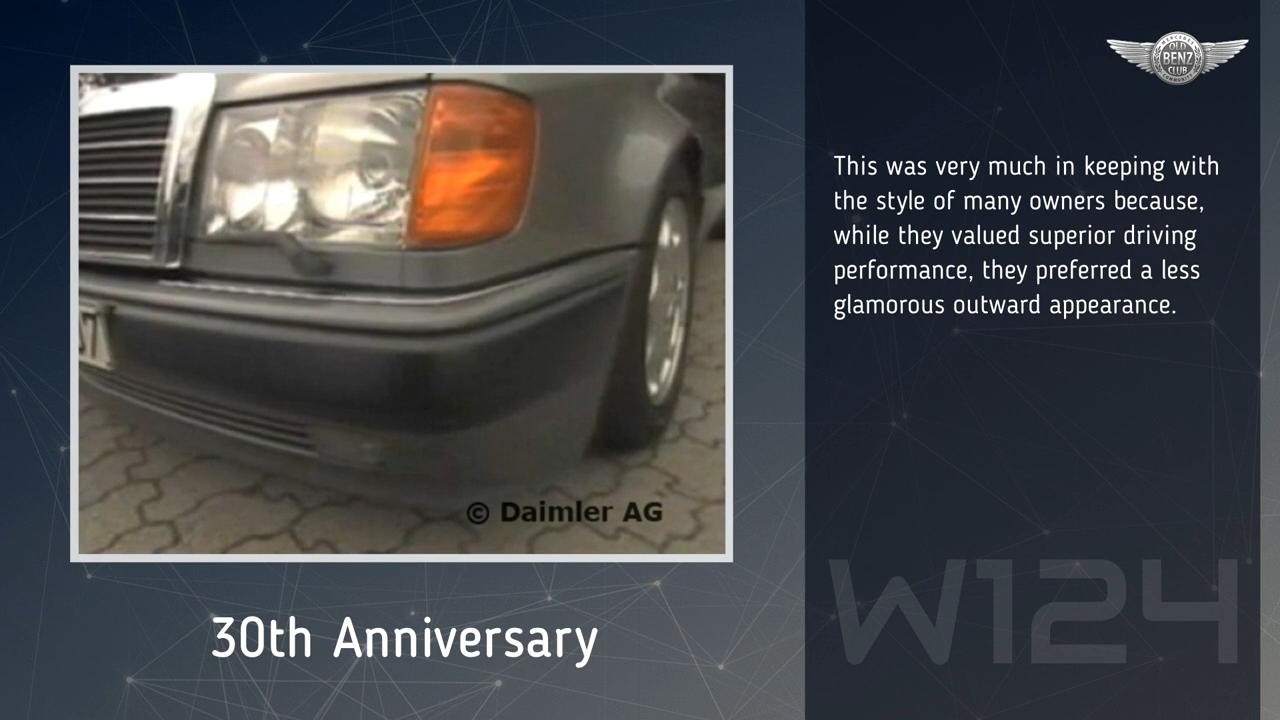 OLD
BENZ
CLUB
This was very much in keeping with
the style of many owners because,
while they valued superior driving
performance, they preferred a less
glamorous outward appearance.
© Daimler AG
30th Anniversary
W124